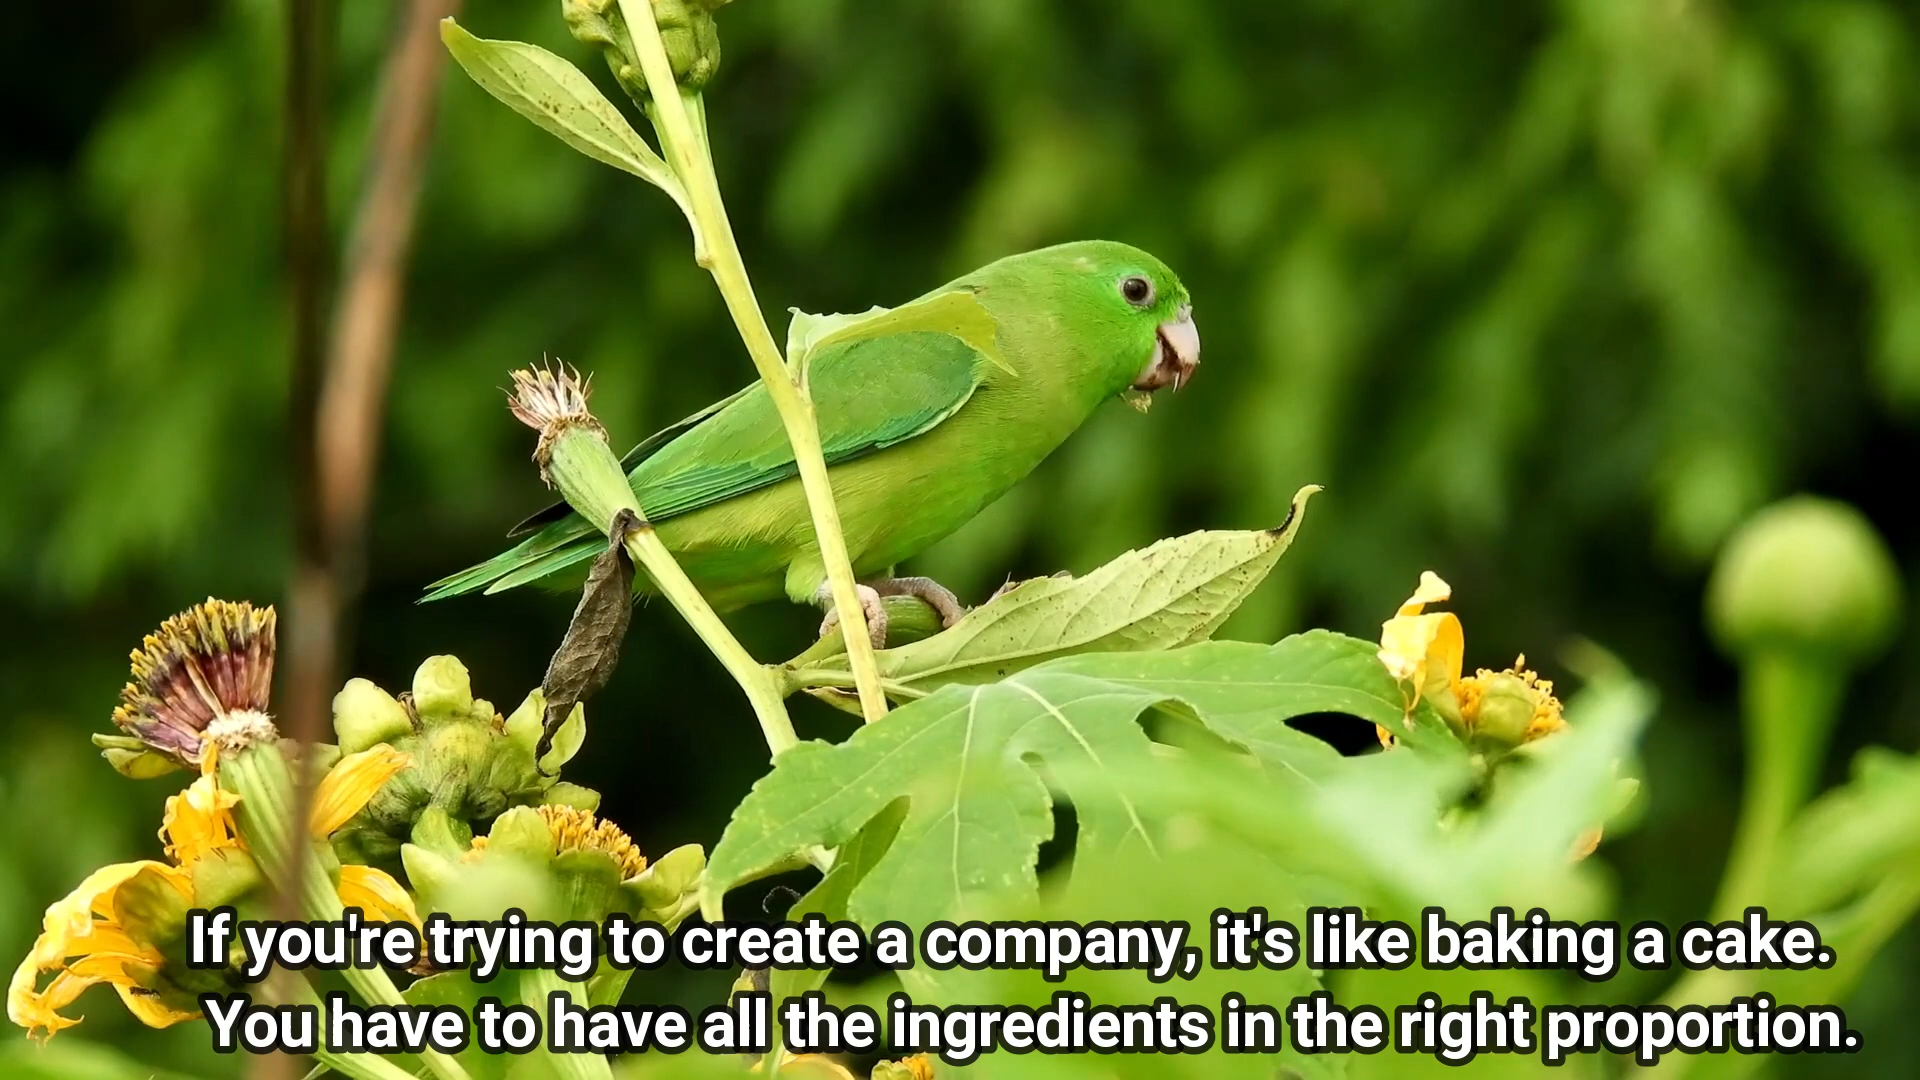 If you're trying to create a company, it's like baking a cake.
You have to have all the ingredients in the right proportion.